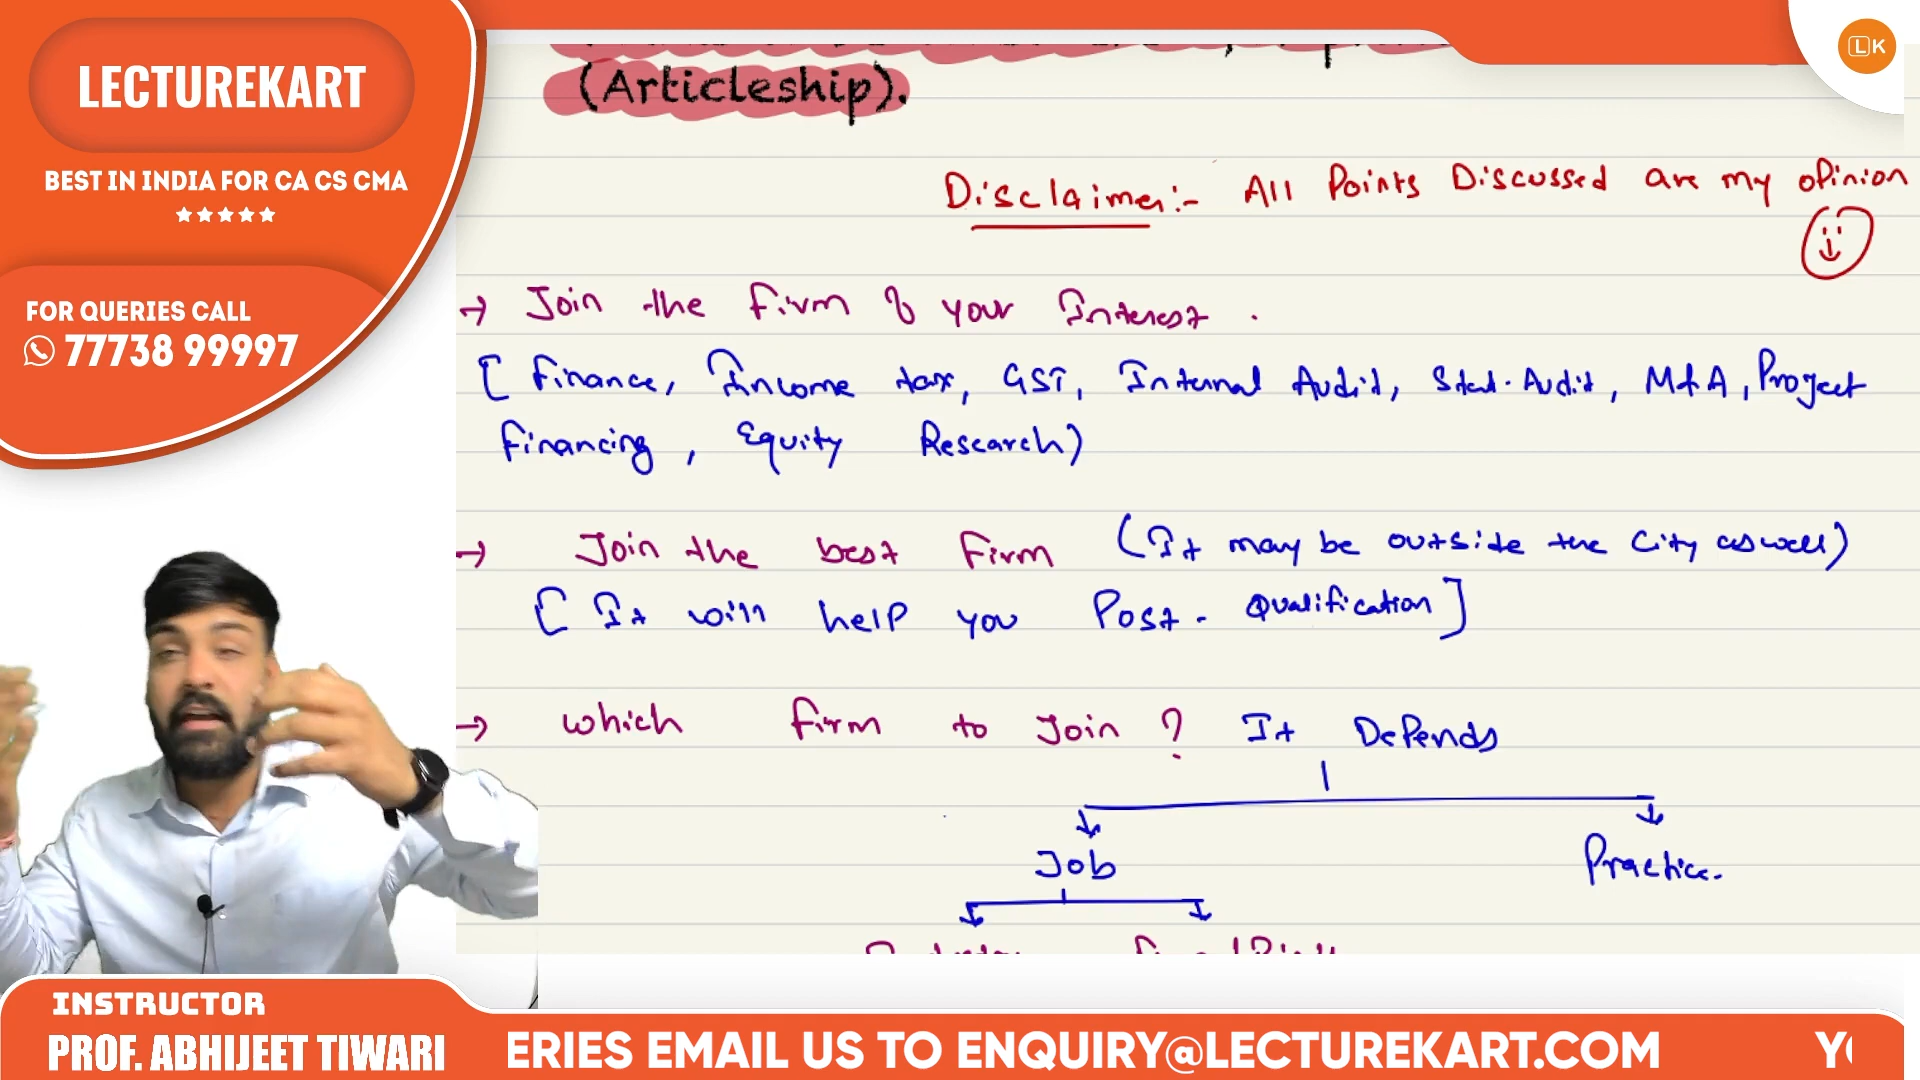 LECTUREKART
BEST IN INDIA FOR CA CS CMA
FOR QUERIES CALL
77738 99997
LK
(Articleship).
Disclaimer:- All Points Discussed are my opinion
→ Join the firm of your Interest.
[Finance, Income tax, GST, Internal Audit, Stat. Audit, M&A, Project
financing, Equity Research)
→ Join the best Firm (It may be outside the City aswell)
[It will help you Post - Qualification]
→ which firm to Join? It Depends
Job
Practice.
INSTRUCTOR
PROF. ABHIJEET TIWARI
ERIES EMAIL US TO ENQUIRY@LECTUREKART.COM